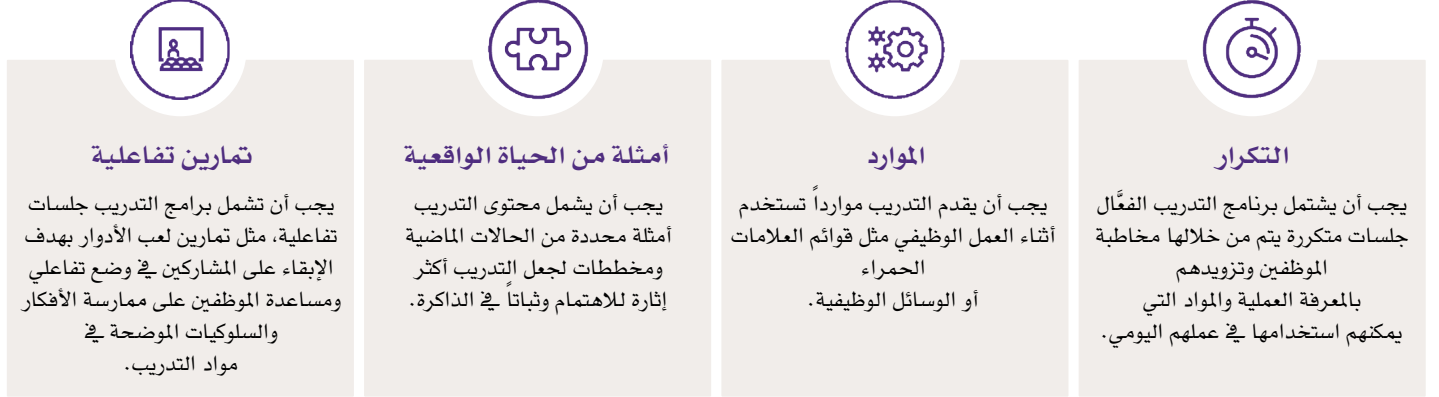 التكرار
يجب أن يشتمل برنامج التدريب الفعَّال
جلسات متكررة يتم من خلالها مخاطبة
الموظفين وتزويدهم
بالمعرفة العملية والمواد التي
يمكنهم استخدامها في عملهم اليومي.
الموارد
يجب أن يقدم التدريب موارداً تستخدم
أثناء العمل الوظيفي مثل قوائم العلامات
الحمراء
أو الوسائل الوظيفية.
أمثلة من الحياة الواقعية
يجب أن يشمل محتوى التدريب
أمثلة محددة من الحالات الماضية
ومخططات لجعل التدريب أكثر
إثارة للاهتمام وثباتاً في الذاكرة.
تمارين تفاعلية
يجب أن تشمل برامج التدريب جلسات
تفاعلية، مثل تمارين لعب الأدوار بهدف
الإبقاء على المشاركين في وضع تفاعلي
ومساعدة الموظفين على ممارسة الأفكار
والسلوكيات الموضحة في
مواد التدريب.